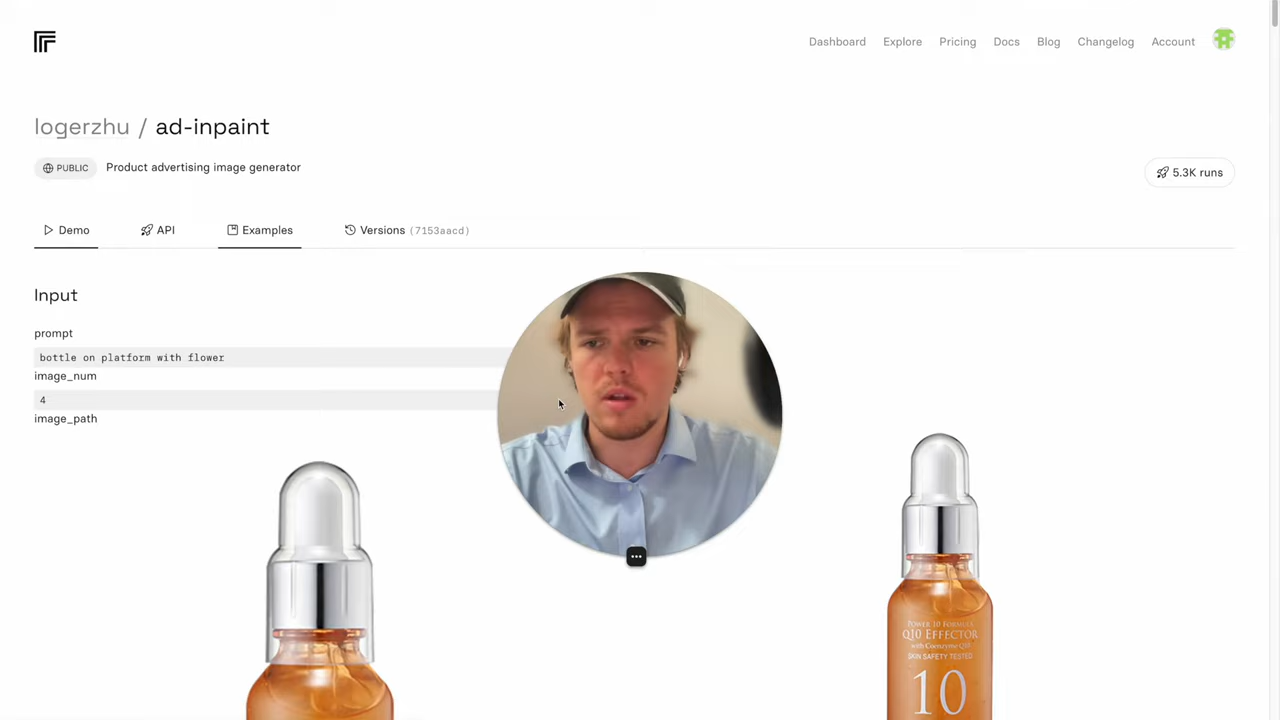 Dashboard Explore Pricing Docs Blog Changelog Account
logerzhu / ad-inpaint
PUBLIC Product advertising image generator
5.3K runs
Demo API Examples Versions (7153aacd)
Input
prompt
bottle on platform with flower
image_num
4
image_path
POWER 10 FORMULA
Q10 EFFECTOR
with Coenzyme Q10
SKIN SAFETY TESTED
10